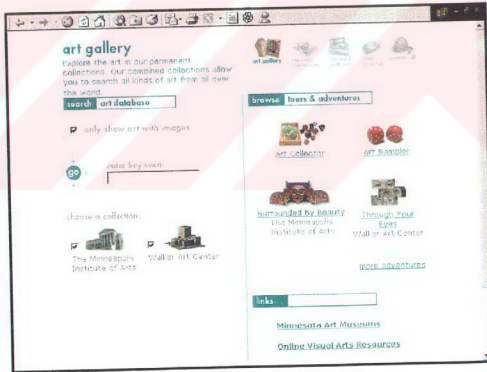 art gallery
Explore the art in our permanent
collections. Our combined collections allow
you to search all kinds of art from all over
the world.
search art database
only show art with images
enter keyword:
go
choose a collection:
The Minneapolis
Institute of Arts
Walker Art Center
art gallery
browse tours & adventures
Art Collector
Art Sampler
Surrounded by Beauty
The Minneapolis
Institute of Arts
Through Your
Eyes
Walker Art Center
more adventures
links
Minnesota Art Museums
Online Visual Arts Resources